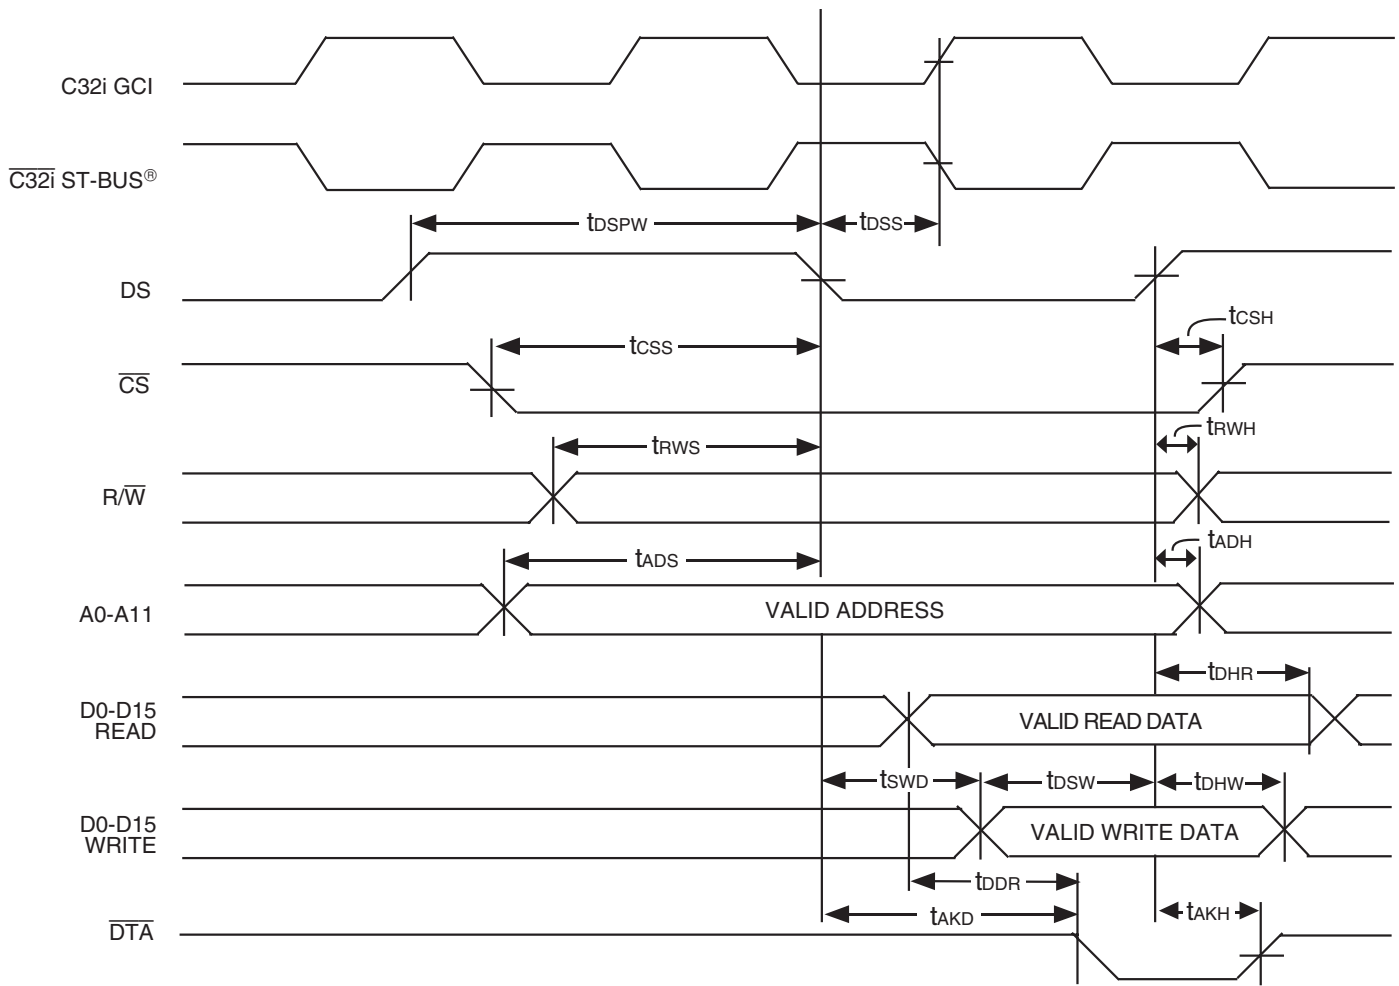 C32i GCI
C32i ST-BUS®
tDSPW
tDSS
DS
tCSH
tCSS
CS
tRWH
tRWS
R/W
tADH
tADS
A0-A11
VALID ADDRESS
tDHR
D0-D15
READ
VALID READ DATA
tSWD
tDSW
tDHW
D0-D15
WRITE
VALID WRITE DATA
tDDR
tAKD
tAKH
DTA